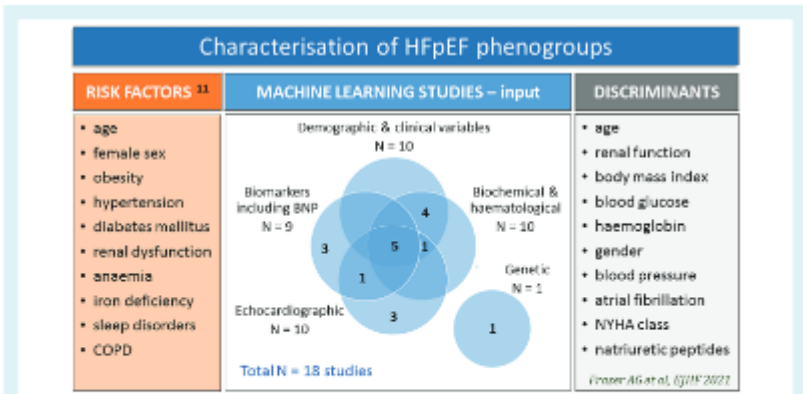 Characterisation of HFpEF phenogroups
RISK FACTORS 11
• age
• female sex
• obesity
• hypertension
• diabetes mellitus
• renal dysfunction
• anaemia
• iron deficiency
• sleep disorders
• COPD
MACHINE LEARNING STUDIES – input
Demographic & clinical variables
N = 10
Biomarkers
including BNP
N = 9
Biochemical &
haematological
N = 10
4
3
5
1
1
Genetic
N = 1
Echocardiographic
N = 10
3
1
Total N = 18 studies
DISCRIMINANTS
• age
• renal function
• body mass index
• blood glucose
• haemoglobin
• gender
• blood pressure
• atrial fibrillation
• NYHA class
• natriuretic peptides
Fraser AG et al, EJHF 2021